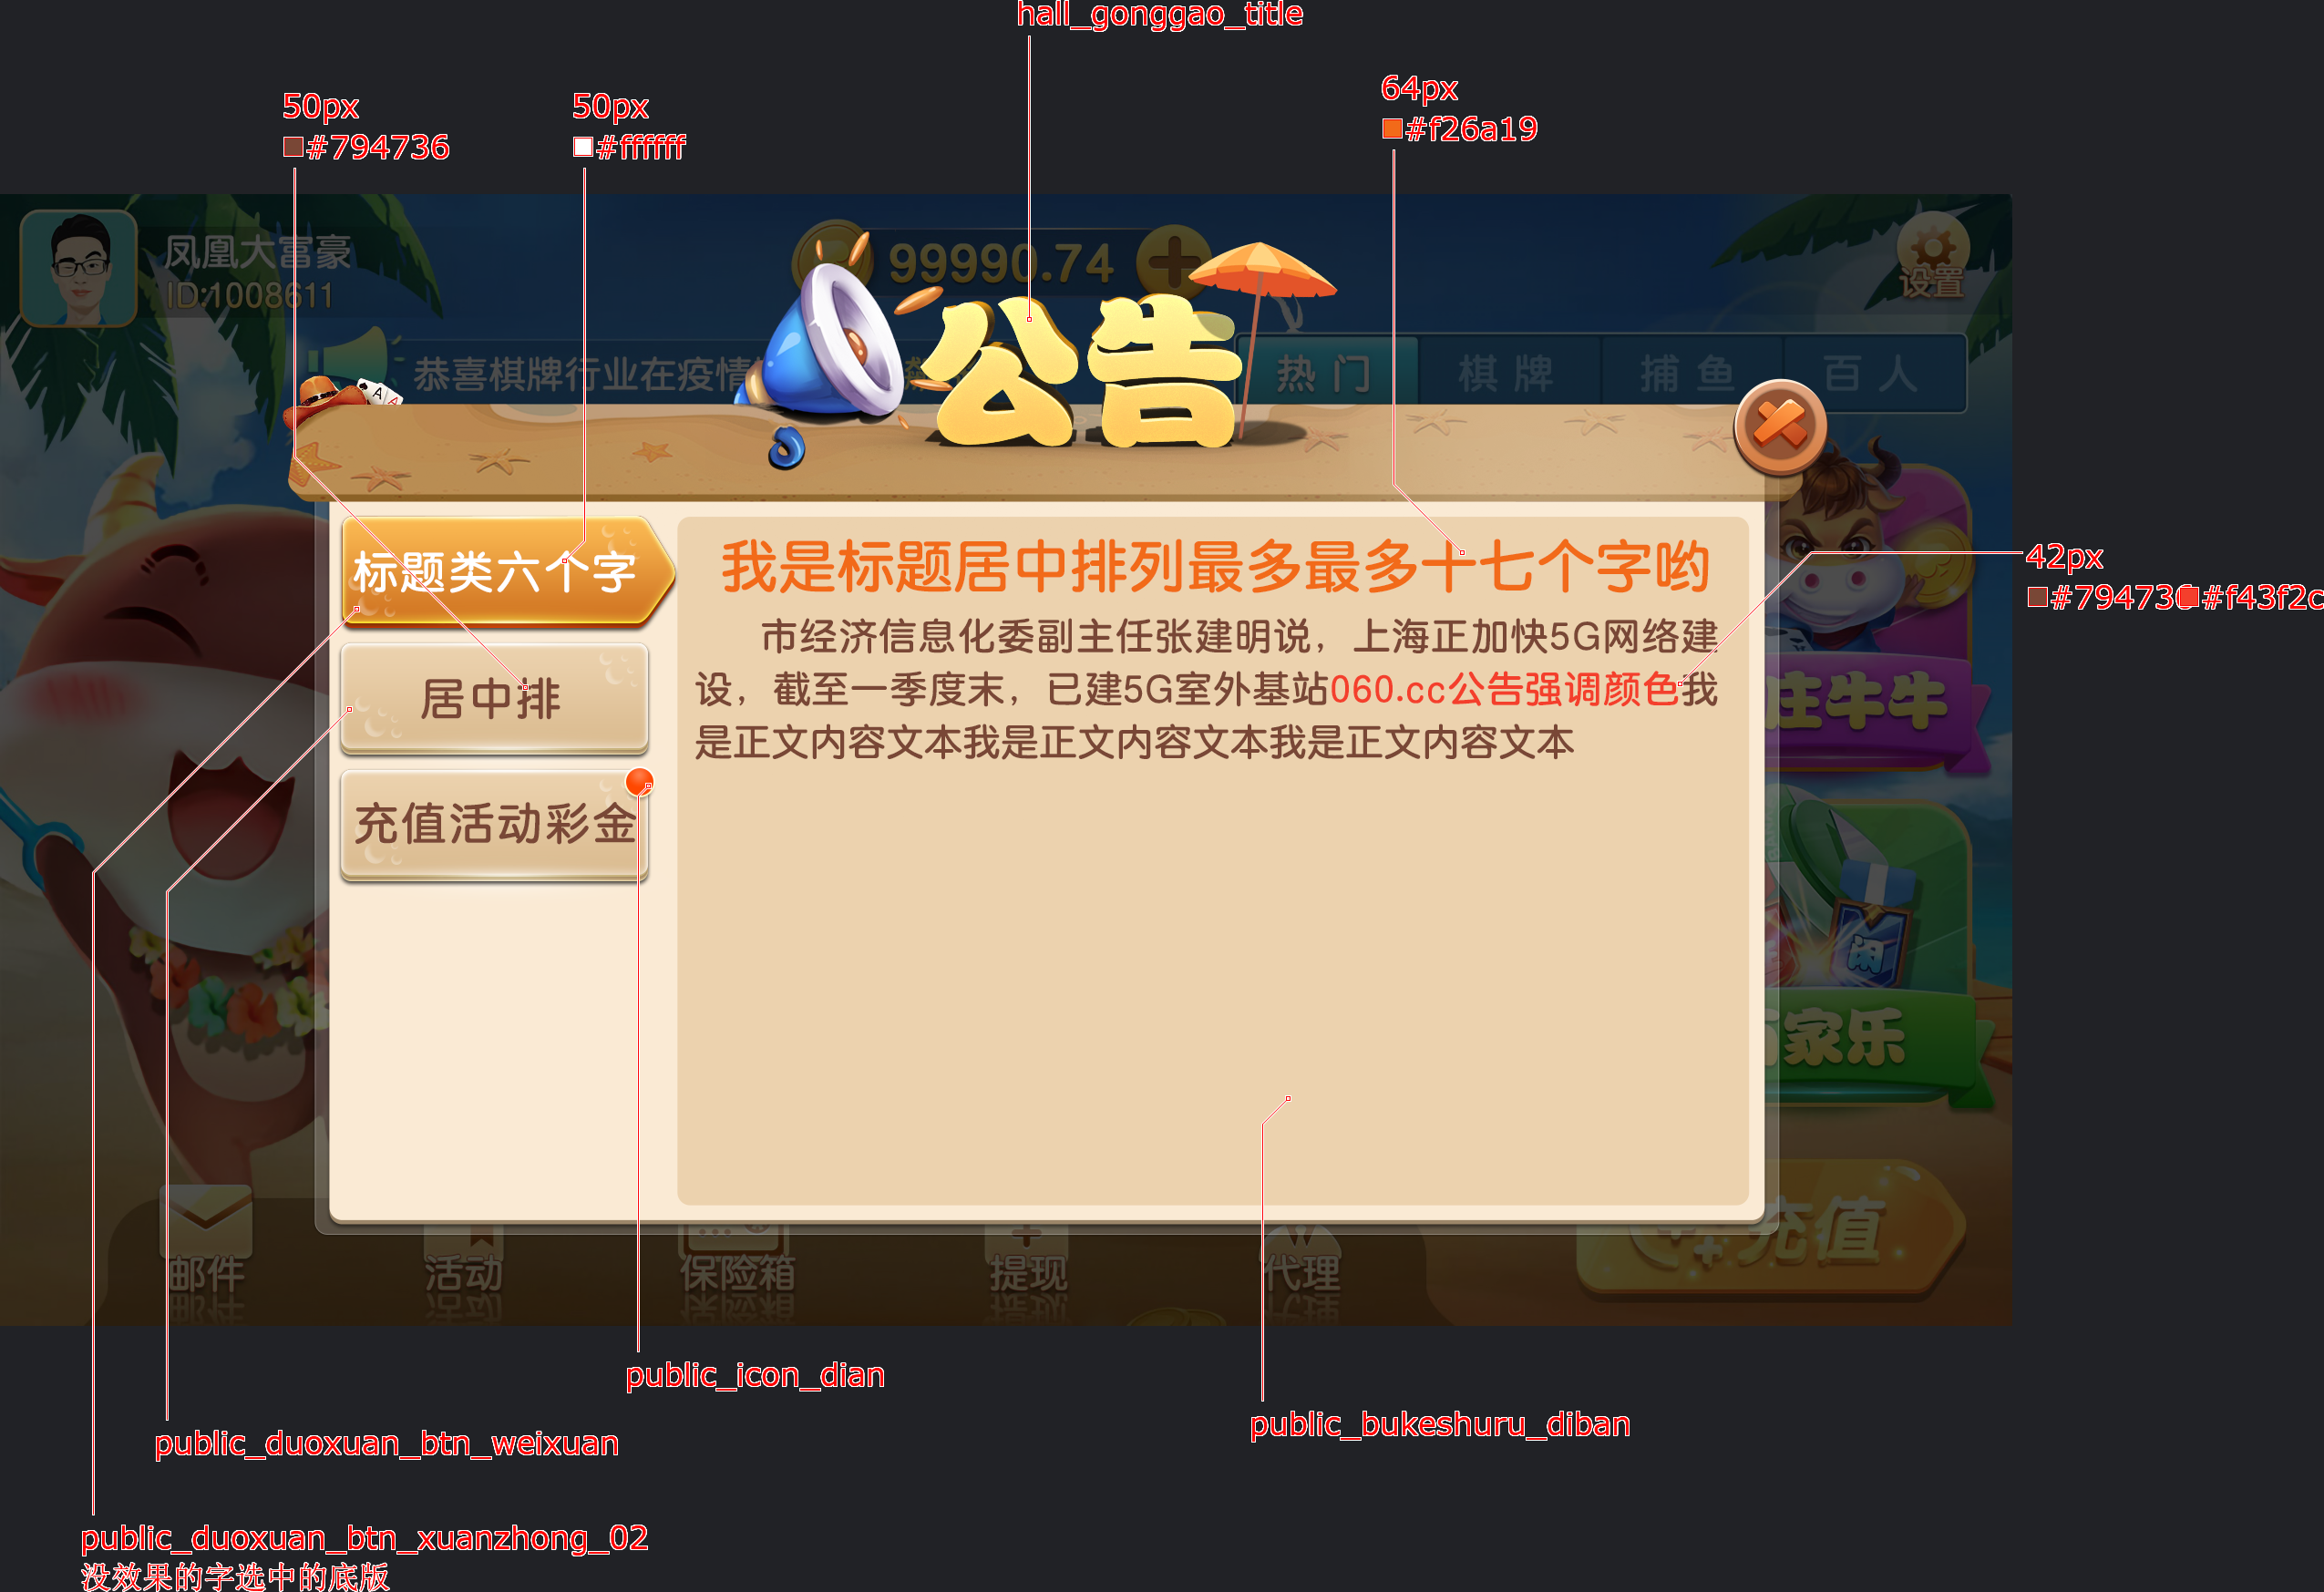 hall_gonggao_title
64px
#f26a19
50px
#794736
50px
#ffffff
凤凰大富豪
ID:1008611
99990.74
设置
公告
恭喜棋牌行业在疫情
热门
棋牌
捕鱼
百人
A
A
标题类六个字
居中排
充值活动彩金
我是标题居中排列最多最多十七个字哟
市经济信息化委副主任张建明说，上海正加快5G网络建
设，截至一季度末，已建5G室外基站060.cc公告强调颜色我
是正文内容文本我是正文内容文本我是正文内容文本
42px
#794736
#f43f2c
庄牛牛
闲
家乐
邮件
活动
保险箱
提现
代理
充值
public_icon_dian
public_bukeshuru_diban
public_duoxuan_btn_weixuan
public_duoxuan_btn_xuanzhong_02
没效果的字选中的底版